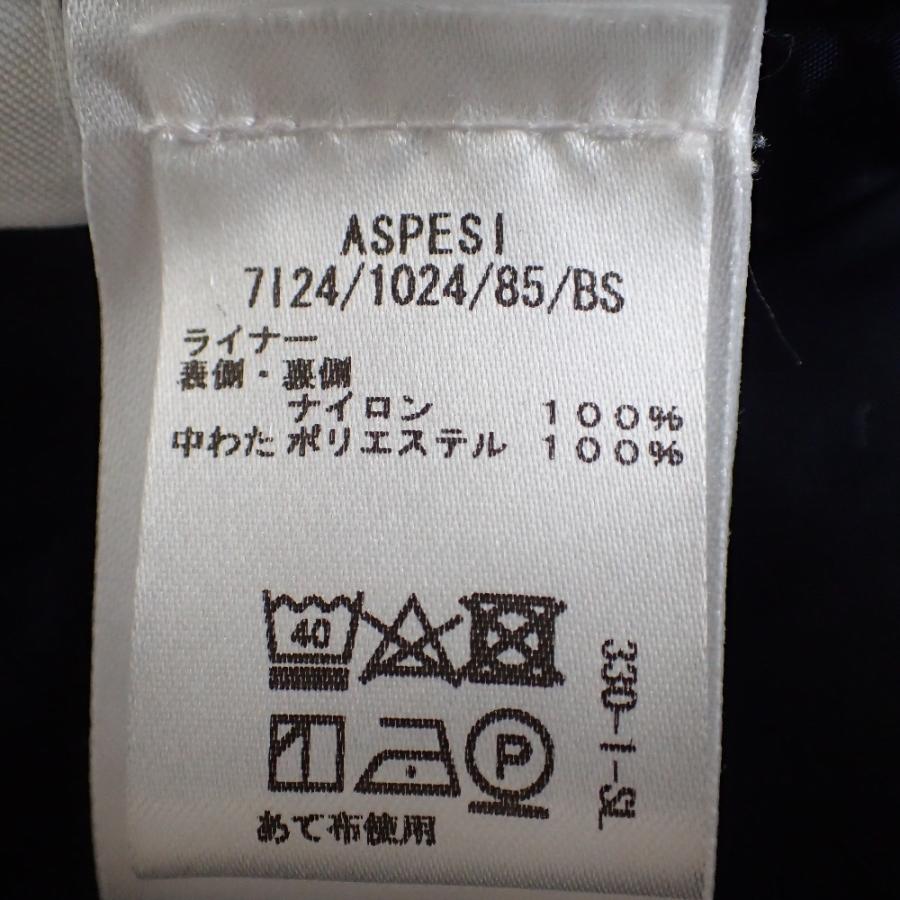 ASPESI
7I24/1024/85/BS
ライナー
表側・裏側
ナイロン 100%
中わた ポリエステル 100%
40
P
あて布使用
330-1-SL